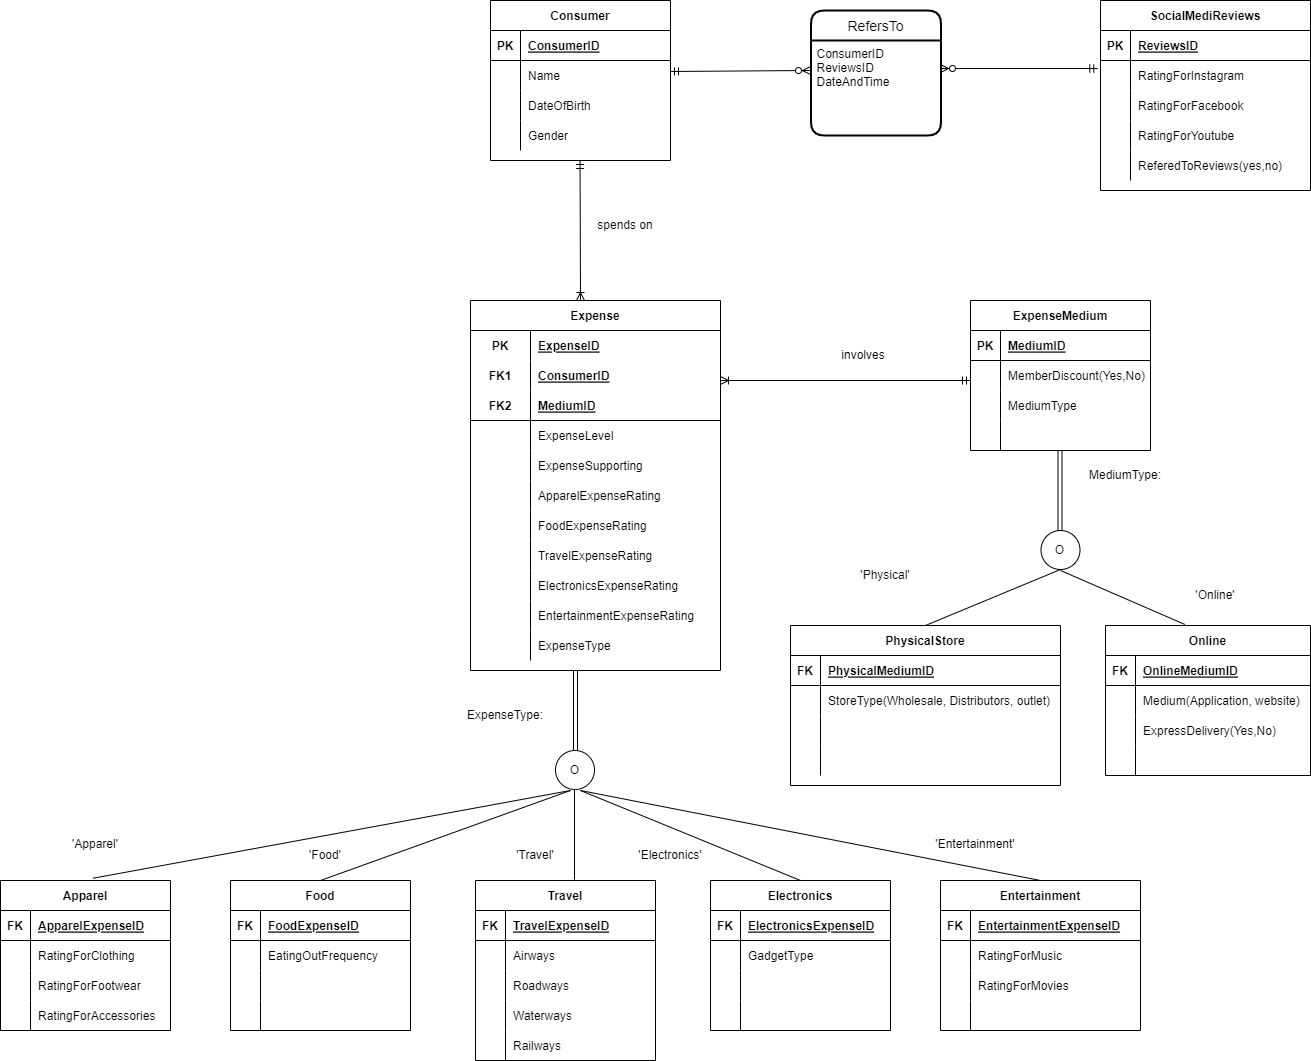 Consumer
PK ConsumerID
Name
DateOfBirth
Gender
RefersTo
ConsumerID
ReviewsID
DateAndTime
SocialMediReviews
PK ReviewsID
RatingForInstagram
RatingForFacebook
RatingForYoutube
ReferedToReviews(yes,no)
spends on
Expense
PK ExpenseID
FK1 ConsumerID
FK2 MediumID
ExpenseLevel
ExpenseSupporting
ApparelExpenseRating
FoodExpenseRating
TravelExpenseRating
ElectronicsExpenseRating
EntertainmentExpenseRating
ExpenseType
involves
ExpenseMedium
PK MediumID
MemberDiscount(Yes,No)
MediumType
MediumType:
O
'Physical'
'Online'
PhysicalStore
FK PhysicalMediumID
StoreType(Wholesale, Distributors, outlet)
Online
FK OnlineMediumID
Medium(Application, website)
ExpressDelivery(Yes,No)
ExpenseType:
O
'Apparel'
'Food'
'Travel'
'Electronics'
'Entertainment'
Apparel
FK ApparelExpenseID
RatingForClothing
RatingForFootwear
RatingForAccessories
Food
FK FoodExpenseID
EatingOutFrequency
Travel
FK TravelExpenseID
Airways
Roadways
Waterways
Railways
Electronics
FK ElectronicsExpenseID
GadgetType
Entertainment
FK EntertainmentExpenseID
RatingForMusic
RatingForMovies